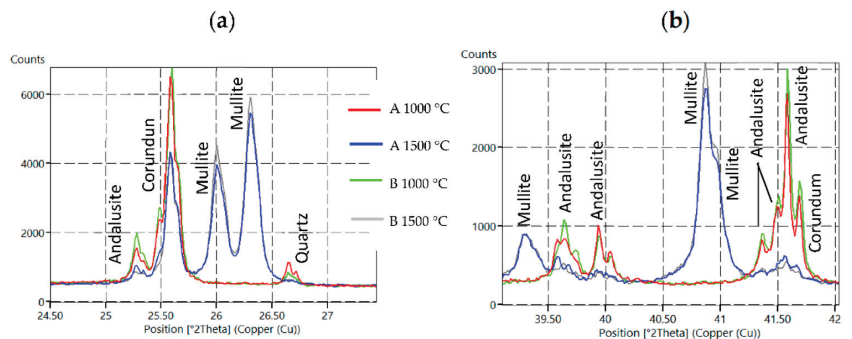 (a)
Counts
6000
4000
2000
0
Andalusite
Corundun
Mullite
Mullite
Quartz
24.50 25 25.50 26 26.50 27
Position [°2Theta] (Copper (Cu))
A 1000 °C
A 1500 °C
B 1000 °C
B 1500 °C
(b)
Counts
3000
2000
1000
0
Mullite
Andalusite
Andalusite
Mullite
Mullite
Andalusite
Andalusite
Corundum
39.50 40 40.50 41 41.50 42
Position [°2Theta] (Copper (Cu))